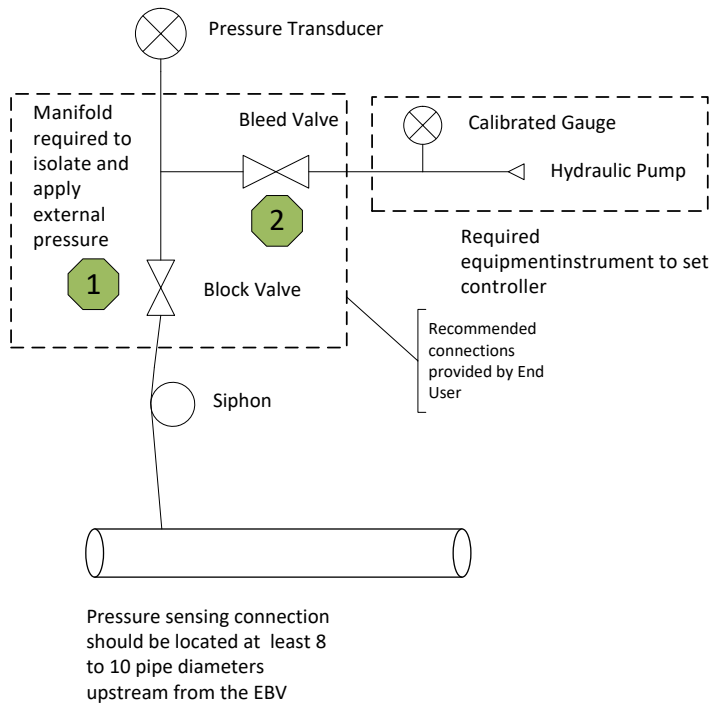 Pressure Transducer
Manifold
required to
isolate and
apply
external
pressure
Bleed Valve
Calibrated Gauge
Hydraulic Pump
2
1
Block Valve
Required
equipmentinstrument to set
controller
Recommended
connections
provided by End
User
Siphon
Pressure sensing connection
should be located at  least 8
to 10 pipe diameters
upstream from the EBV